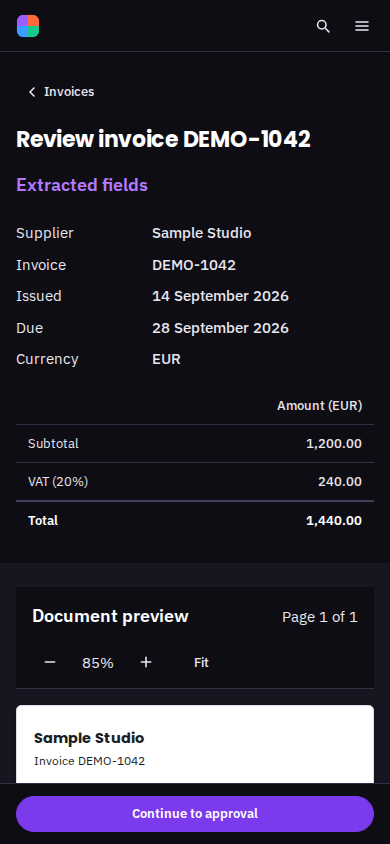 Invoices
Review invoice DEMO-1042
Extracted fields
Supplier Sample Studio
Invoice DEMO-1042
Issued 14 September 2026
Due 28 September 2026
Currency EUR
Amount (EUR)
Subtotal 1,200.00
VAT (20%) 240.00
Total 1,440.00
Document preview Page 1 of 1
− 85% + Fit
Sample Studio
Invoice DEMO-1042
Continue to approval